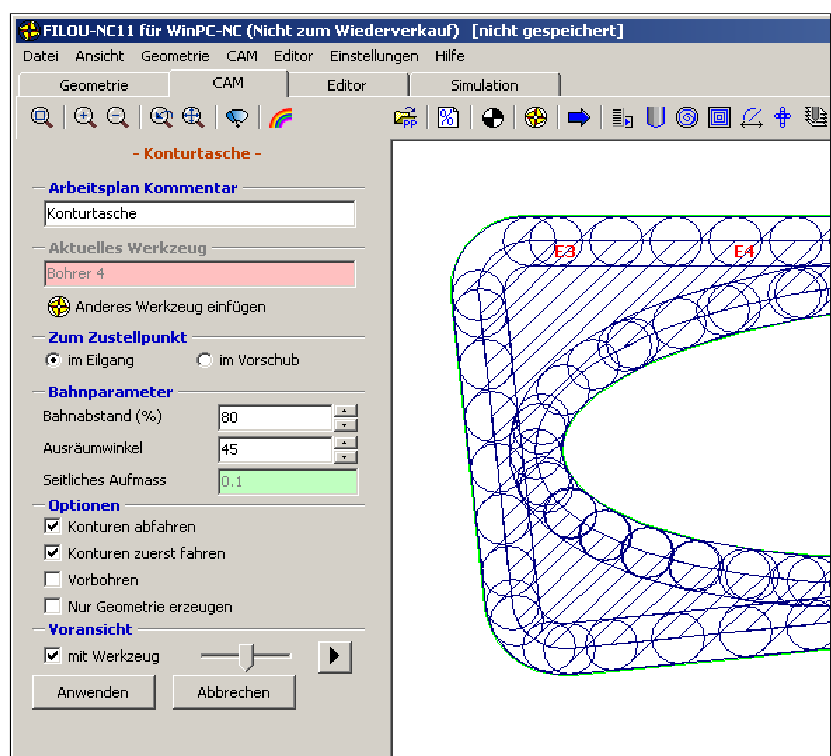 FILOU-NC11 für WinPC-NC (Nicht zum Wiederverkauf) [nicht gespeichert]
Datei Ansicht Geometrie CAM Editor Einstellungen Hilfe
Geometrie CAM Editor Simulation
PP %
- Konturtasche -
Arbeitsplan Kommentar
Konturtasche
Aktuelles Werkzeug
Bohrer 4
Anderes Werkzeug einfügen
Zum Zustellpunkt
im Eilgang im Vorschub
Bahnparameter
Bahnabstand (%) 80
Ausräumwinkel 45
Seitliches Aufmass 0.1
Optionen
Konturen abfahren
Konturen zuerst fahren
Vorbohren
Nur Geometrie erzeugen
Voransicht
mit Werkzeug
Anwenden Abbrechen
E3 E4